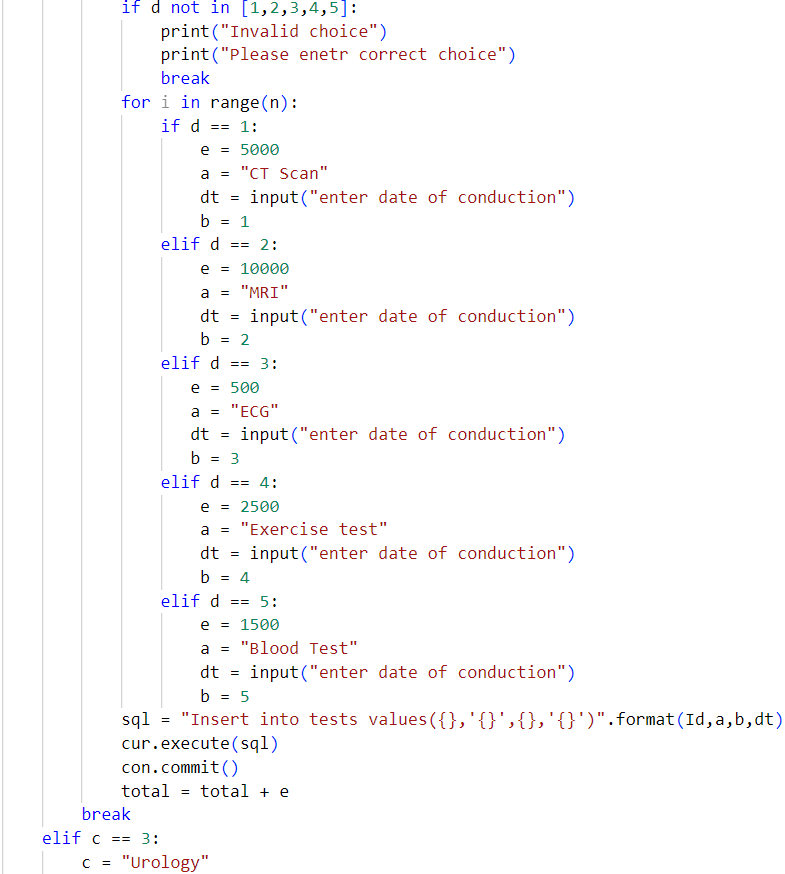 if d not in [1,2,3,4,5]:
                print("Invalid choice")
                print("Please enetr correct choice")
                break
            for i in range(n):
                if d == 1:
                    e = 5000
                    a = "CT Scan"
                    dt = input("enter date of conduction")
                    b = 1
                elif d == 2:
                    e = 10000
                    a = "MRI"
                    dt = input("enter date of conduction")
                    b = 2
                elif d == 3:
                   e = 500
                   a = "ECG"
                   dt = input("enter date of conduction")
                   b = 3
                elif d == 4:
                    e = 2500
                    a = "Exercise test"
                    dt = input("enter date of conduction")
                    b = 4
                elif d == 5:
                    e = 1500
                    a = "Blood Test"
                    dt = input("enter date of conduction")
                    b = 5
            sql = "Insert into tests values({},'{}',{},'{}')".format(Id,a,b,dt)
            cur.execute(sql)
            con.commit()
            total = total + e
        break
    elif c == 3:
        c = "Urology"